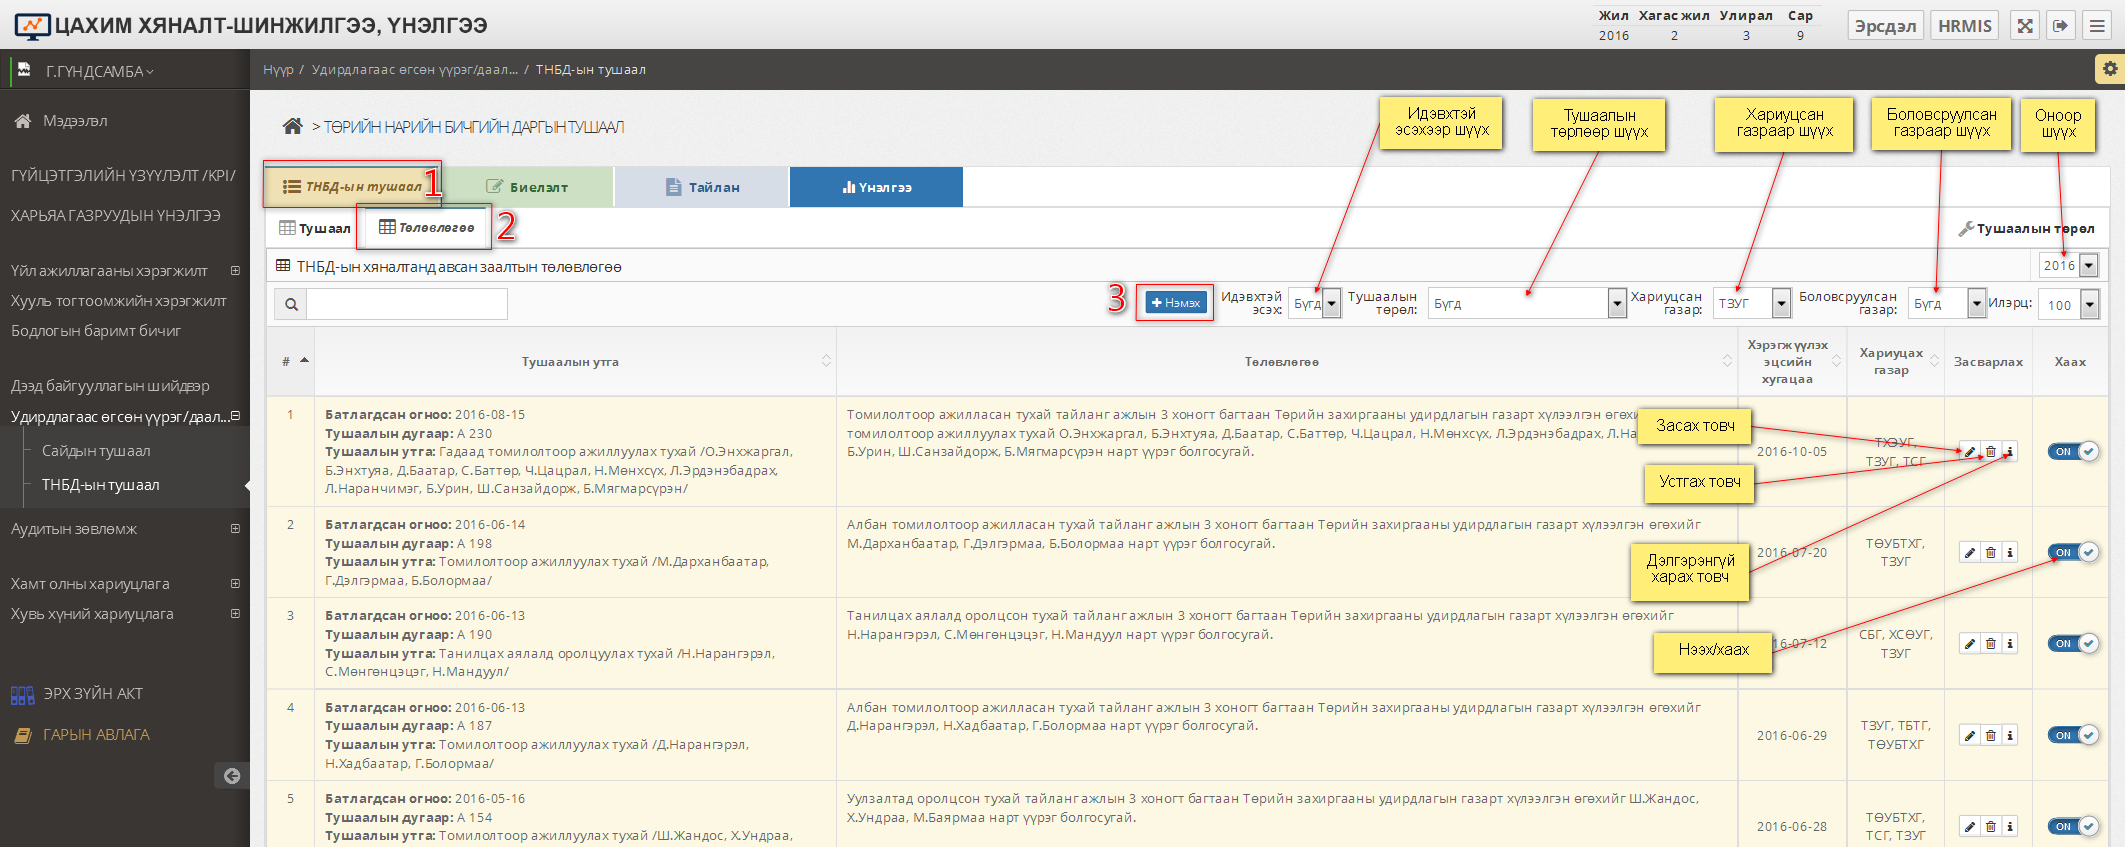 ЦАХИМ ХЯНАЛТ-ШИНЖИЛГЭЭ, ҮНЭЛГЭЭ
Жил Хагас жил Улирал Сар
2016 2 3 9
Эрсдэл HRMIS
Г.ГҮНДСАМБА
Нүүр / Удирдлагаас өгсөн үүрэг/даал... / ТНБД-ын тушаал
Мэдээлэл
ГҮЙЦЭТГЭЛИЙН ҮЗҮҮЛЭЛТ /KPI/
ХАРЬЯА ГАЗРУУДЫН ҮНЭЛГЭЭ
Үйл ажиллагааны хэрэгжилт
Хууль тогтоомжийн хэрэгжилт
Бодлогын баримт бичиг
Дээд байгууллагын шийдвэр
Удирдлагаас өгсөн үүрэг/даал...
Сайдын тушаал
ТНБД-ын тушаал
Аудитын зөвлөмж
Хамт олны хариуцлага
Хувь хүний хариуцлага
ЭРХ ЗҮЙН АКТ
ГАРЫН АВЛАГА
> ТӨРИЙН НАРИЙН БИЧГИЙН ДАРГЫН ТУШААЛ
Идэвхтэй
эсэхээр шүүх
Тушаалын
төрлөөр шүүх
Хариуцсан
газраар шүүх
Боловсруулсан
газраар шүүх
Оноор
шүүх
ТНБД-ын тушаал 1 Биелэлт Тайлан Үнэлгээ
Тушаал Төлөвлөгөө 2 Тушаалын төрөл
ТНБД-ын хяналтанд авсан заалтын төлөвлөгөө 2016
3 Нэмэх Идэвхтэй эсэх: Бүгд Тушаалын төрөл: Бүгд Хариуцсан газар: ТЗУГ Боловсруулсан газар: Бүгд Илэрц: 100
# Тушаалын утга Төлөвлөгөө Хэрэгжүүлэх эцсийн хугацаа Хариуцах газар Засварлах Хаах
1 Батлагдсан огноо: 2016-08-15
Тушаалын дугаар: А 230
Тушаалын утга: Гадаад томилолтоор ажиллуулах тухай /О.Энхжаргал,
Б.Энхтуяа, Д.Баатар, С.Баттөр, Ч.Цацрал, Н.Мөнхсүх, Л.Эрдэнэбадрах,
Л.Наранчимэг, Б.Урин, Ш.Санзайдорж, Б.Мягмарсүрэн/
Томилолтоор ажилласан тухай тайланг ажлын 3 хоногт багтаан Төрийн захиргааны удирдлагын газарт хүлээлгэн өгөхи
томилолтоор ажиллуулах тухай О.Энхжаргал, Б.Энхтуяа, Д.Баатар, С.Баттөр, Ч.Цацрал, Н.Мөнхсүх, Л.Эрдэнэбадрах, Л.На
Б.Урин, Ш.Санзайдорж, Б.Мягмарсүрэн нарт үүрэг болгосугай.
2016-10-05
ТХЭУГ,
ТЗУГ, ТСГ
ON
Засах товч
Устгах товч
2 Батлагдсан огноо: 2016-06-14
Тушаалын дугаар: А 198
Тушаалын утга: Томилолтоор ажиллуулах тухай /М.Дарханбаатар,
Г.Дэлгэрмаа, Б.Болормаа/
Албан томилолтоор ажилласан тухай тайланг ажлын 3 хоногт багтаан Төрийн захиргааны удирдлагын газарт хүлээлгэн өгөхийг
М.Дарханбаатар, Г.Дэлгэрмаа, Б.Болормаа нарт үүрэг болгосугай.
2016-07-20
ТӨУБТХГ,
ТЗУГ
ON
Дэлгэрэнгүй
харах товч
3 Батлагдсан огноо: 2016-06-13
Тушаалын дугаар: А 190
Тушаалын утга: Танилцах аялалд оролцуулах тухай /Н.Нарангэрэл,
С.Мөнгөнцэцэг, Н.Мандуул/
Танилцах аялалд оролцсон тухай тайланг ажлын 3 хоногт багтаан Төрийн захиргааны удирдлагын газарт хүлээлгэн өгөхийг
Н.Нарангэрэл, С.Мөнгөнцэцэг, Н.Мандуул нарт үүрэг болгосугай.
16-07-12
СБГ, ХСӨУГ,
ТЗУГ
ON
Нээх/хаах
4 Батлагдсан огноо: 2016-06-13
Тушаалын дугаар: А 187
Тушаалын утга: Томилолтоор ажиллуулах тухай /Д.Нарангэрэл,
Н.Хадбаатар, Г.Болормаа/
Албан томилолтоор ажилласан тухай тайланг ажлын 3 хоногт багтаан Төрийн захиргааны удирдлагын газарт хүлээлгэн өгөхийг
Д.Нарангэрэл, Н.Хадбаатар, Г.Болормаа нарт үүрэг болгосугай.
2016-06-29
ТЗУГ, ТБТГ,
ТӨУБТХГ
ON
5 Батлагдсан огноо: 2016-05-16
Тушаалын дугаар: А 154
Тушаалын утга: Томилолтоор ажиллуулах тухай /Ш.Жандос, Х.Ундраа,
Уулзалтад оролцсон тухай тайланг ажлын 3 хоногт багтаан Төрийн захиргааны удирдлагын газарт хүлээлгэн өгөхийг Ш.Жандос,
Х.Ундраа, М.Баярмаа нарт үүрэг болгосугай.
2016-06-28
ТӨУБТХГ,
ТСГ, ТЗУГ
ON